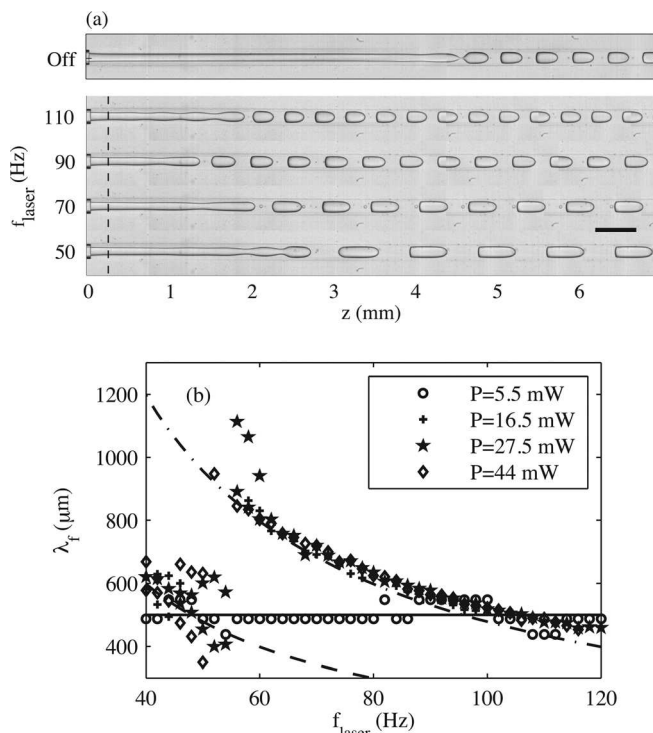 (a)
Off
110
90
70
50
f_laser (Hz)
0 1 2 3 4 5 6
z (mm)
(b)
P=5.5 mW
P=16.5 mW
P=27.5 mW
P=44 mW
1200
1000
800
600
400
λ_f (μm)
40 60 80 100 120
f_laser (Hz)